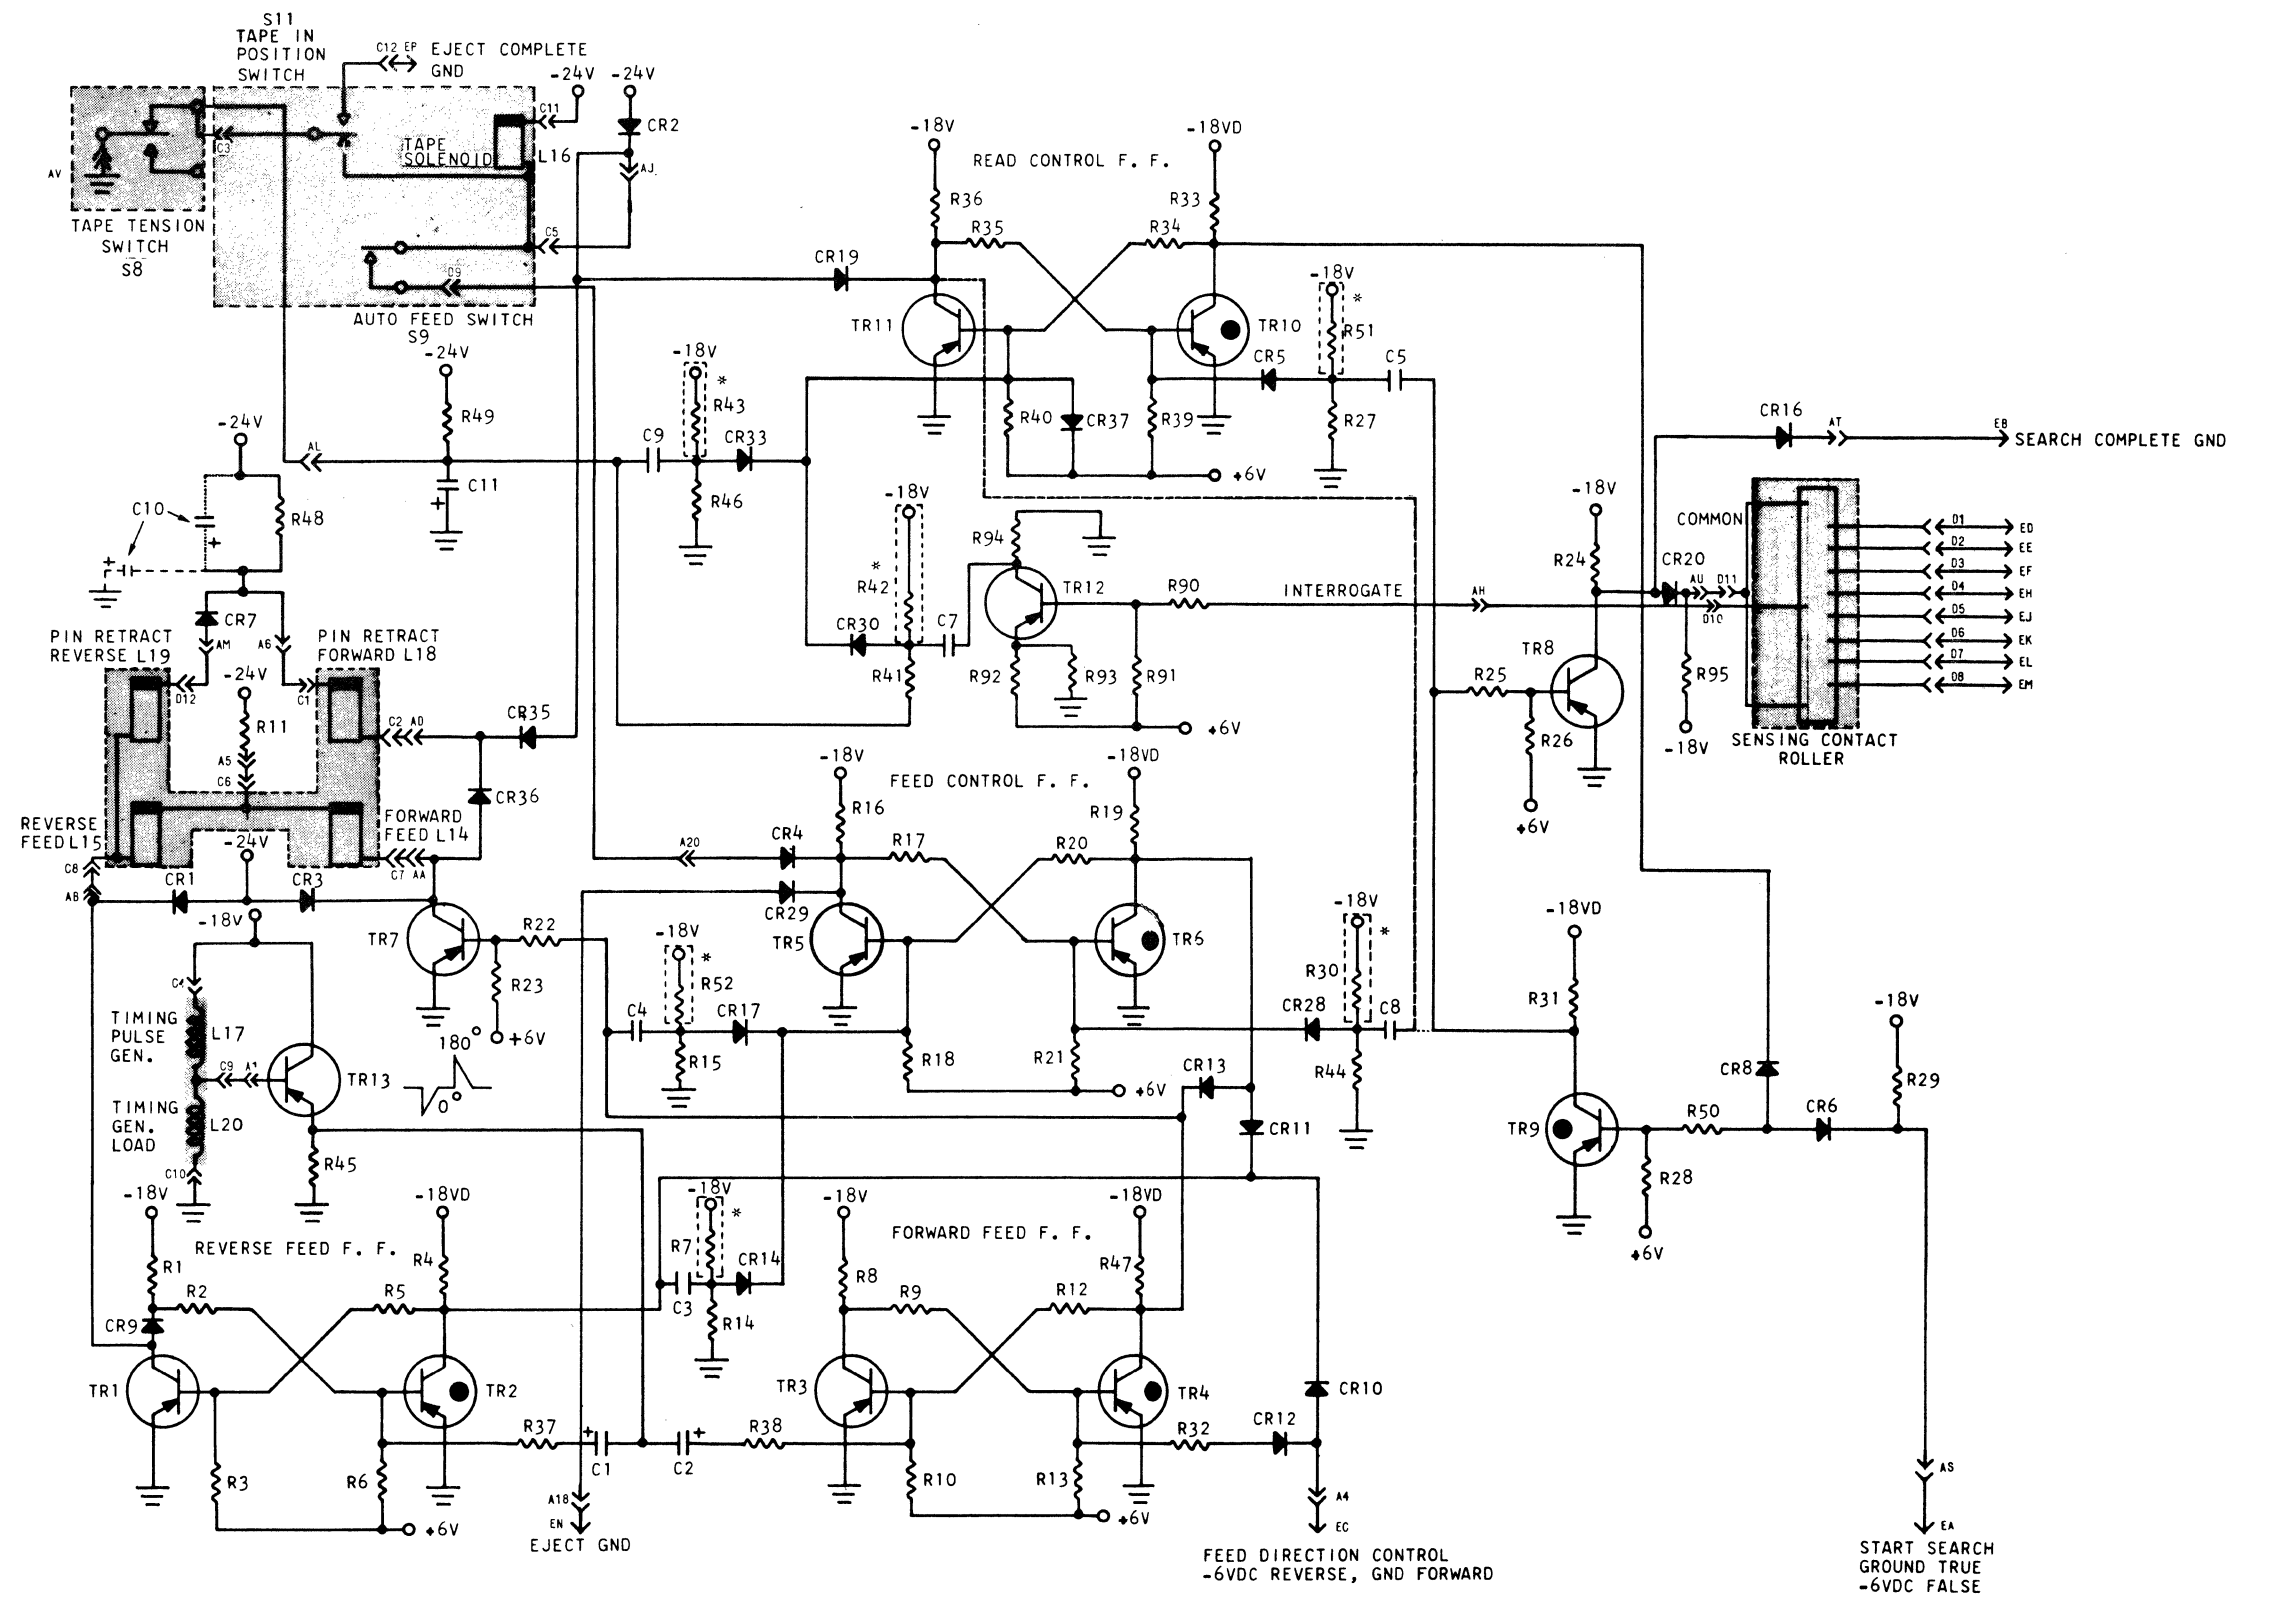 S11
TAPE IN
POSITION
SWITCH
C12 EP
EJECT COMPLETE
GND
-24V
-24V
C11
CR2
C3
TAPE
SOLENOID
L16
AJ
AV
TAPE TENSION
SWITCH
S8
C5
D9
AUTO FEED SWITCH
S9
-18V
READ CONTROL F. F.
-18VD
R36
R35
R34
R33
CR19
TR11
TR10
-18V
*
R51
CR5
C5
R40
CR37
R39
R27
+6V
-24V
R49
-18V
*
R43
C9
CR33
AL
C11
+
R46
-24V
C10
R48
+
+
CR7
AM
A6
PIN RETRACT
REVERSE L19
PIN RETRACT
FORWARD L18
D12
C1
-24V
R11
A5
C6
C2 AD
CR35
CR36
REVERSE
FEED L15
FORWARD
FEED L14
-24V
C8
C7 AA
AB
CR1
CR3
-18V
R94
*
R42
TR12
R90
INTERROGATE
AH
CR30
C7
R41
R92
R93
R91
+6V
CR16
AT
EB
SEARCH COMPLETE GND
-18V
COMMON
R24
CR20
AU
D11
D10
D1
ED
D2
EE
D3
EF
D4
EH
D5
EJ
D6
EK
D7
EL
D8
EM
TR8
R25
R95
R26
-18V
+6V
SENSING CONTACT
ROLLER
-18V
FEED CONTROL F. F.
-18VD
R16
R19
A20
CR4
R17
R20
CR29
TR5
TR6
-18V
TR7
R22
R23
+6V
-18V
*
R52
C4
CR17
R15
R18
R21
+6V
-18V
*
R30
CR28
C8
R44
CR13
CR11
C4
TIMING
PULSE
GEN.
L17
C9 A1
TR13
180°
0°
TIMING
GEN.
LOAD
L20
C10
R45
-18VD
R31
-18V
CR8
R29
TR9
R50
CR6
R28
+6V
-18V
-18VD
REVERSE FEED F. F.
R1
R4
R2
R5
CR9
TR1
TR2
R3
R6
+6V
R37
+
C1
+
C2
R38
-18V
*
R7
CR14
C3
R14
-18V
-18VD
FORWARD FEED F. F.
R8
R47
R9
R12
TR3
TR4
R10
R13
+6V
R32
CR12
CR10
A18
EN
EJECT GND
A4
EC
FEED DIRECTION CONTROL
-6VDC REVERSE, GND FORWARD
AS
EA
START SEARCH
GROUND TRUE
-6VDC FALSE